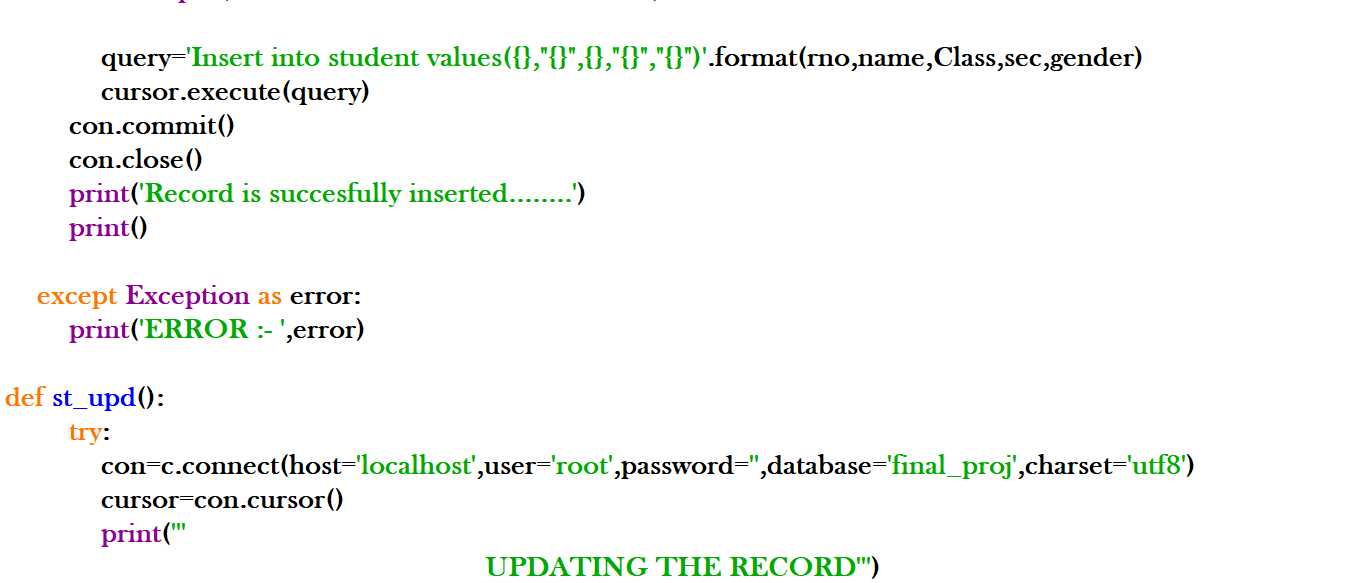 query='Insert into student values({},"{}",{},"{}","{}")'.format(rno,name,Class,sec,gender)
cursor.execute(query)
con.commit()
con.close()
print('Record is succesfully inserted........')
print()
except Exception as error:
print('ERROR :- ',error)
def st_upd():
try:
con=c.connect(host='localhost',user='root',password='',database='final_proj',charset='utf8')
cursor=con.cursor()
print('''
UPDATING THE RECORD''')